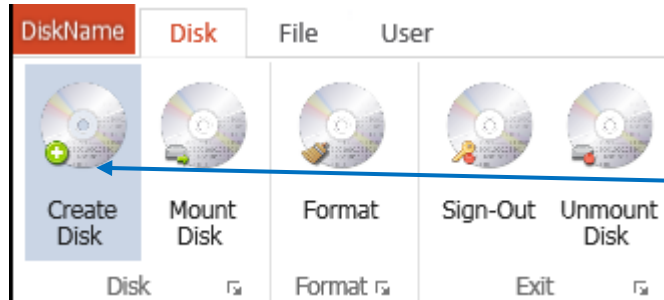 DiskName Disk File User
Create Disk
Mount Disk
Format
Sign-Out
Unmount Disk
Disk
Format
Exit